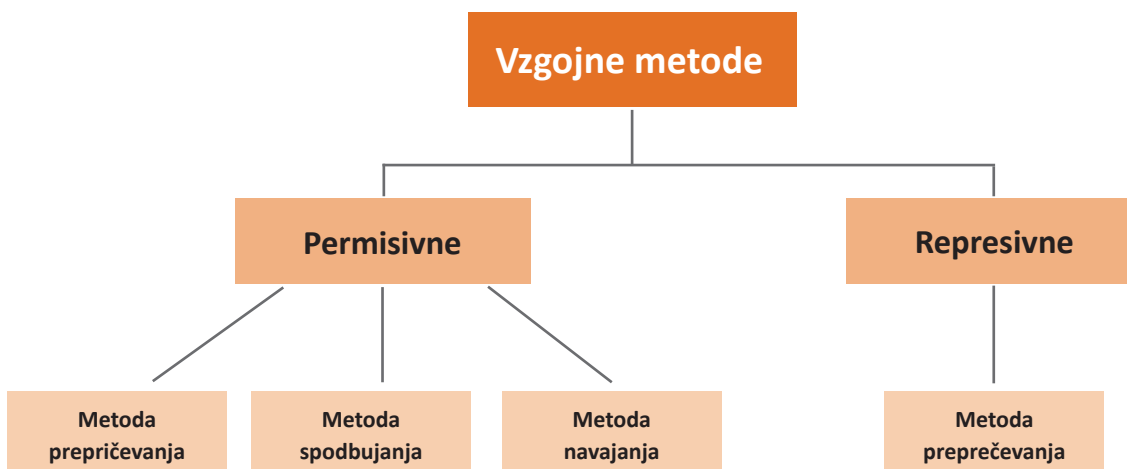 Vzgojne metode
Permisivne
Represivne
Metoda
prepričevanja
Metoda
spodbujanja
Metoda
navajanja
Metoda
preprečevanja